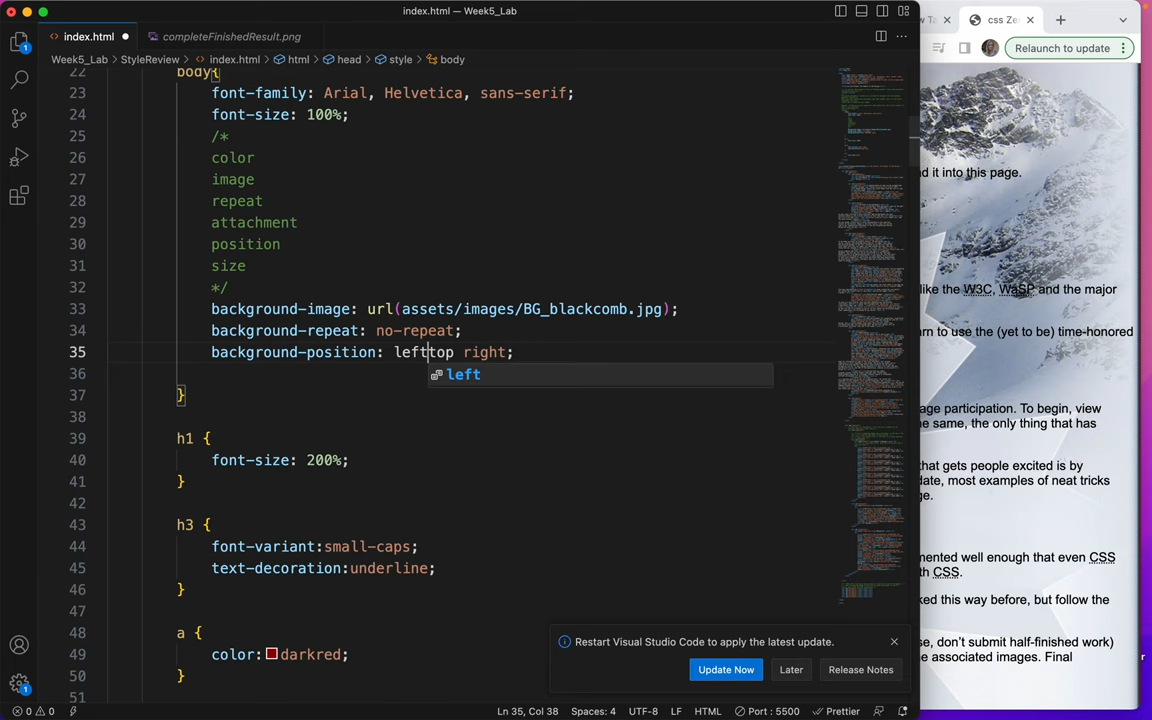 index.html — Week5_Lab
index.html
completeFinishedResult.png
css Zen
Relaunch to update
Week5_Lab > StyleReview > index.html > html > head > style > body
22 body{
23 font-family: Arial, Helvetica, sans-serif;
24 font-size: 100%;
25 /*
26 color
27 image
28 repeat
29 attachment
30 position
31 size
32 */
33 background-image: url(assets/images/BG_blackcomb.jpg);
34 background-repeat: no-repeat;
35 background-position: lefttop right;
left
36
37 }
38
39 h1 {
40 font-size: 200%;
41 }
42
43 h3 {
44 font-variant:small-caps;
45 text-decoration:underline;
46 }
47
48 a {
49 color: darkred;
50 }
51
d it into this page.
like the W3C, WaSP and the major
rn to use the (yet to be) time-honored
age participation. To begin, view
e same, the only thing that has
that gets people excited is by
date, most examples of neat tricks
ge.
mented well enough that even CSS
th CSS.
ked this way before, but follow the
se, don't submit half-finished work)
e associated images. Final
Restart Visual Studio Code to apply the latest update.
Update Now Later Release Notes
0 0
Ln 35, Col 38 Spaces: 4 UTF-8 LF HTML Port : 5500 Prettier
1
1